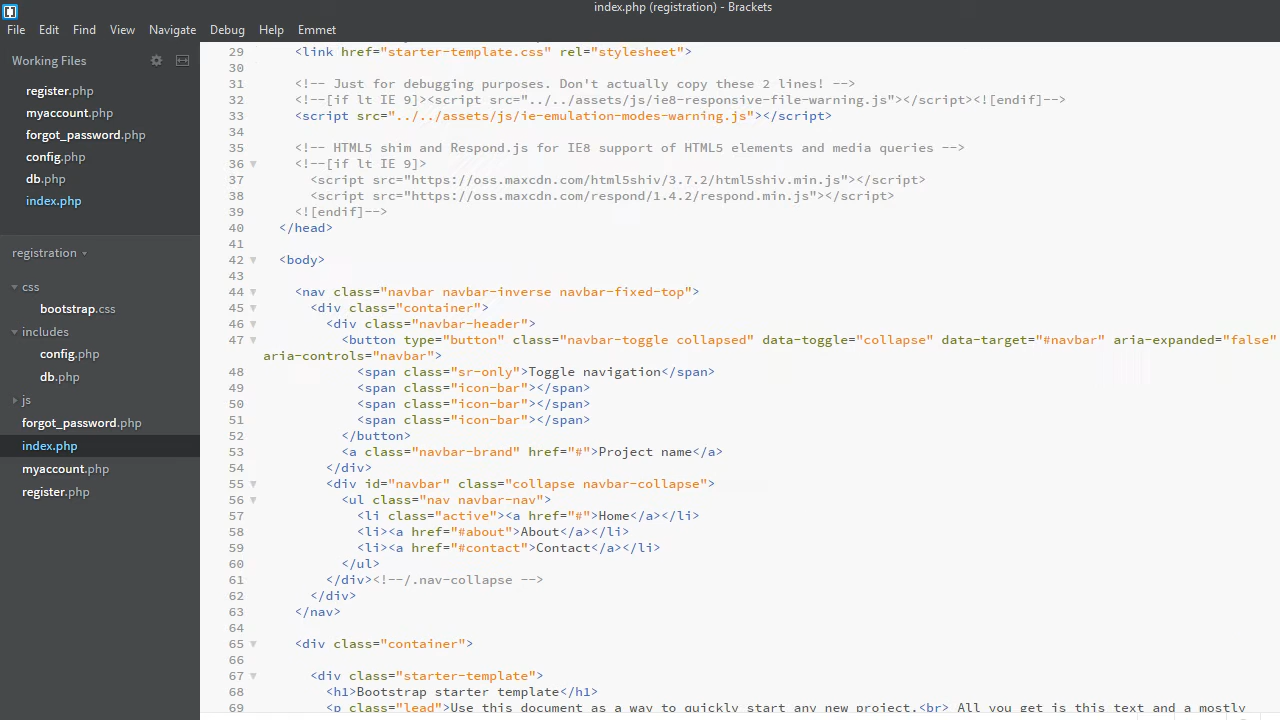 index.php (registration) - Brackets
File Edit Find View Navigate Debug Help Emmet
Working Files
register.php
myaccount.php
forgot_password.php
config.php
db.php
index.php
registration
css
bootstrap.css
includes
config.php
db.php
js
forgot_password.php
index.php
myaccount.php
register.php
29 <link href="starter-template.css" rel="stylesheet">
30
31 <!-- Just for debugging purposes. Don't actually copy these 2 lines! -->
32 <!--[if lt IE 9]><script src="../../assets/js/ie8-responsive-file-warning.js"></script><![endif]-->
33 <script src="../../assets/js/ie-emulation-modes-warning.js"></script>
34
35 <!-- HTML5 shim and Respond.js for IE8 support of HTML5 elements and media queries -->
36 <!--[if lt IE 9]>
37 <script src="https://oss.maxcdn.com/html5shiv/3.7.2/html5shiv.min.js"></script>
38 <script src="https://oss.maxcdn.com/respond/1.4.2/respond.min.js"></script>
39 <![endif]-->
40 </head>
41
42 <body>
43
44 <nav class="navbar navbar-inverse navbar-fixed-top">
45 <div class="container">
46 <div class="navbar-header">
47 <button type="button" class="navbar-toggle collapsed" data-toggle="collapse" data-target="#navbar" aria-expanded="false"
aria-controls="navbar">
48 <span class="sr-only">Toggle navigation</span>
49 <span class="icon-bar"></span>
50 <span class="icon-bar"></span>
51 <span class="icon-bar"></span>
52 </button>
53 <a class="navbar-brand" href="#">Project name</a>
54 </div>
55 <div id="navbar" class="collapse navbar-collapse">
56 <ul class="nav navbar-nav">
57 <li class="active"><a href="#">Home</a></li>
58 <li><a href="#about">About</a></li>
59 <li><a href="#contact">Contact</a></li>
60 </ul>
61 </div><!--/.nav-collapse -->
62 </div>
63 </nav>
64
65 <div class="container">
66
67 <div class="starter-template">
68 <h1>Bootstrap starter template</h1>
69 <p class="lead">Use this document as a way to quickly start any new project.<br> All you get is this text and a mostly